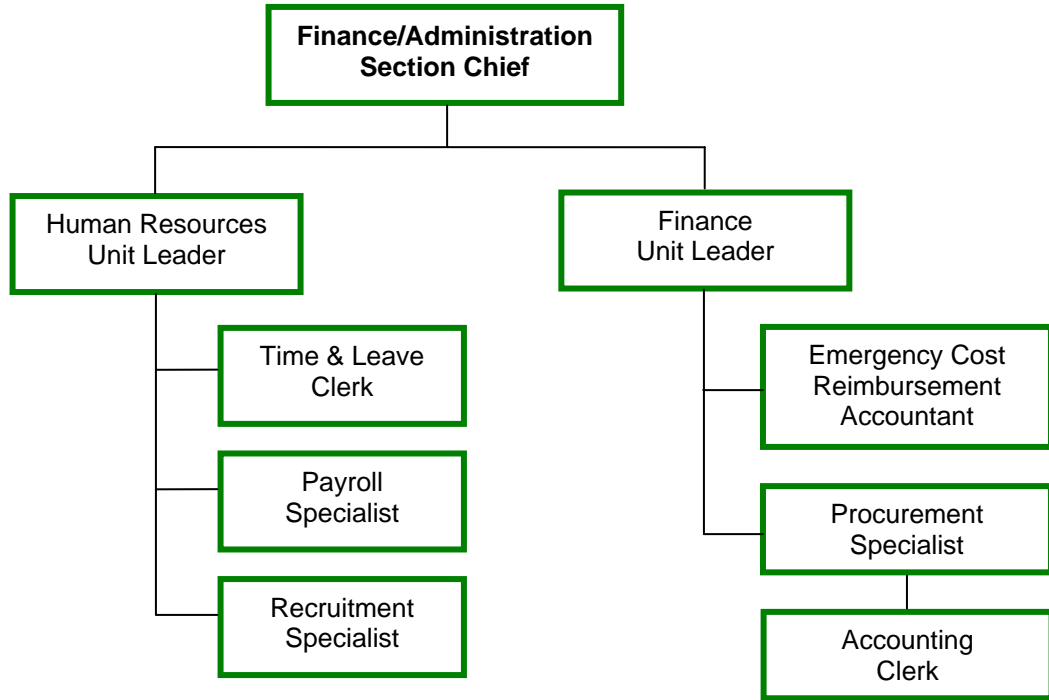 Finance/Administration
Section Chief
Human Resources
Unit Leader
Finance
Unit Leader
Time & Leave
Clerk
Payroll
Specialist
Recruitment
Specialist
Emergency Cost
Reimbursement
Accountant
Procurement
Specialist
Accounting
Clerk